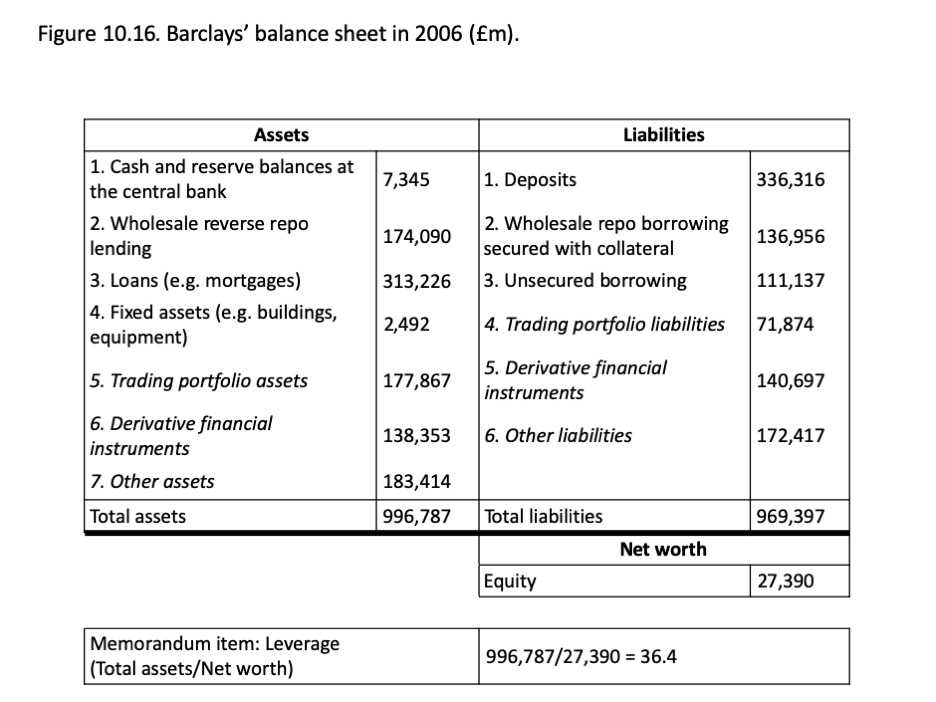 Figure 10.16. Barclays' balance sheet in 2006 (£m).
Assets
Liabilities
1. Cash and reserve balances at
the central bank
7,345
1. Deposits
336,316
2. Wholesale reverse repo
lending
174,090
2. Wholesale repo borrowing
secured with collateral
136,956
3. Loans (e.g. mortgages)
313,226
3. Unsecured borrowing
111,137
4. Fixed assets (e.g. buildings,
equipment)
2,492
4. Trading portfolio liabilities
71,874
5. Trading portfolio assets
177,867
5. Derivative financial
instruments
140,697
6. Derivative financial
instruments
138,353
6. Other liabilities
172,417
7. Other assets
183,414
Total assets
996,787
Total liabilities
969,397
Net worth
Equity
27,390
Memorandum item: Leverage
(Total assets/Net worth)
996,787/27,390 = 36.4